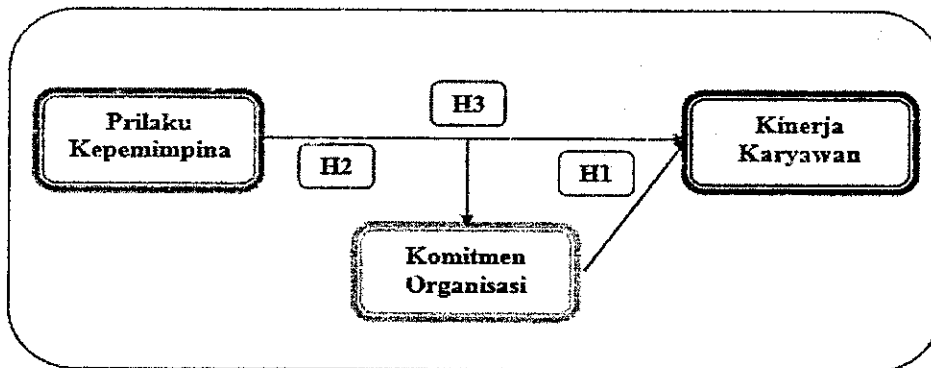 H3
Prilaku
Kepemimpina
Kinerja
Karyawan
H2
H1
Komitmen
Organisasi